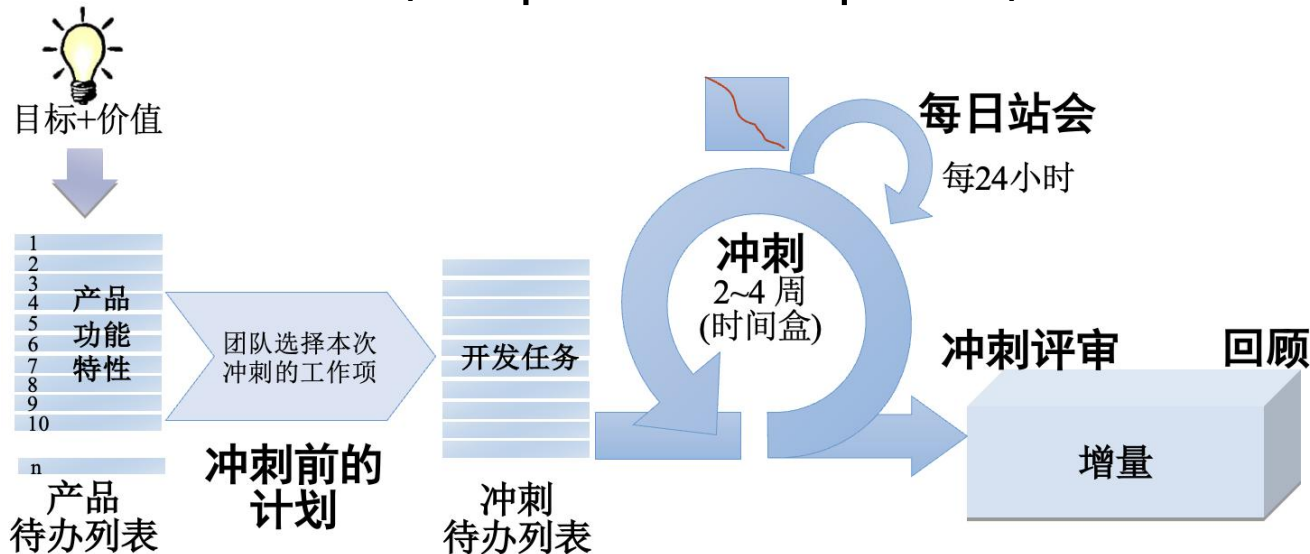 目标+价值
1
2
3
4
5
6
7
8
9
10
n
产品
功能
特性
产品
待办列表
团队选择本次
冲刺的工作项
冲刺前的
计划
开发任务
冲刺
待办列表
冲刺
2~4 周
(时间盒)
每日站会
每24小时
冲刺评审
回顾
增量